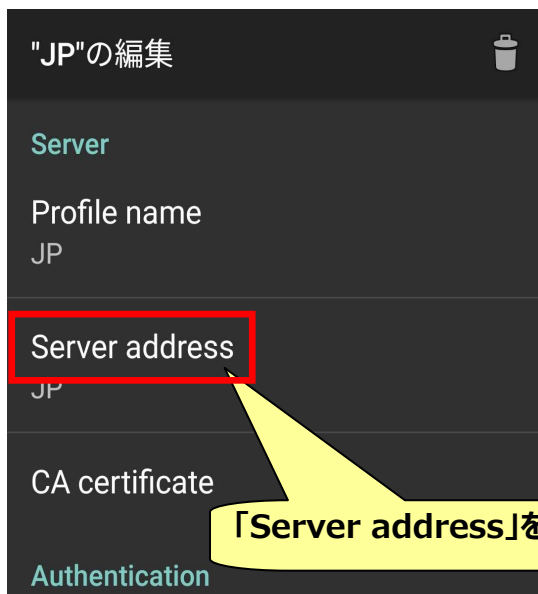 "JP"の編集
Server
Profile name
JP
Server address
JP
CA certificate
「Server address」を
Authentication